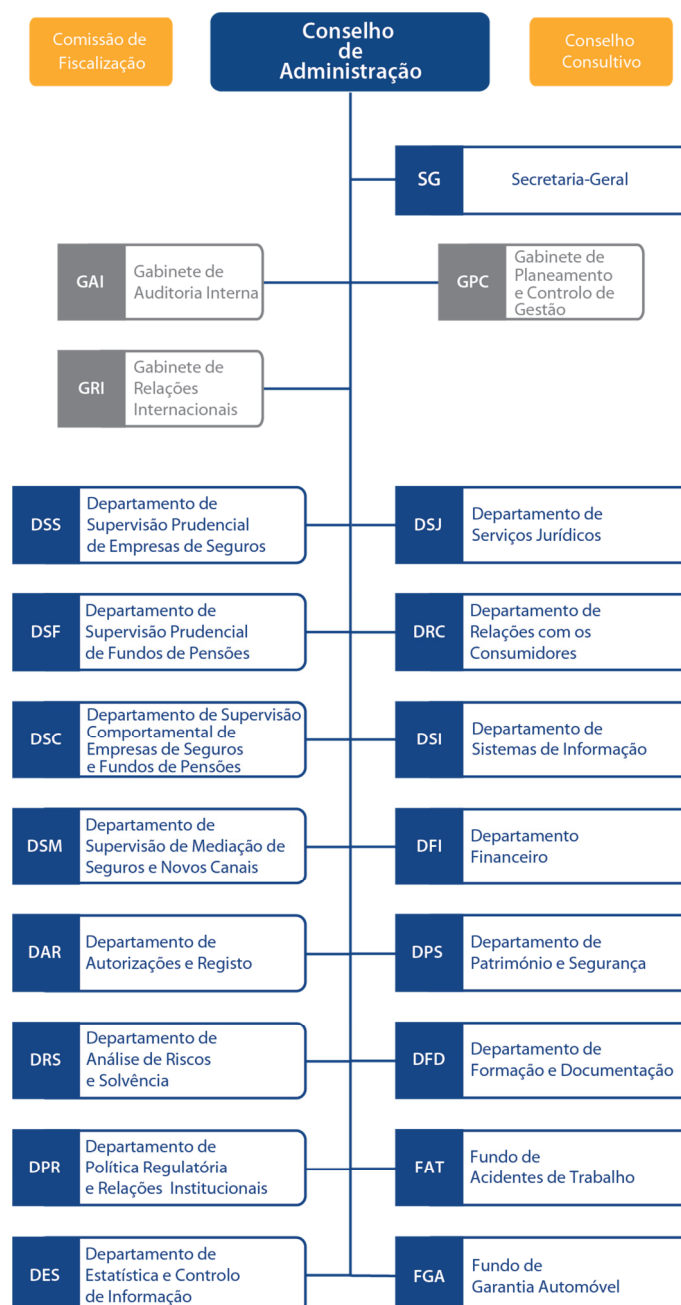 Comissão de
Fiscalização
Conselho
de
Administração
Conselho
Consultivo
SG
Secretaria-Geral
GAI
Gabinete de
Auditoria Interna
GPC
Gabinete de
Planeamento
e Controlo de
Gestão
GRI
Gabinete de
Relações
Internacionais
DSS
Departamento de
Supervisão Prudencial
de Empresas de Seguros
DSJ
Departamento de
Serviços Jurídicos
DSF
Departamento de
Supervisão Prudencial
de Fundos de Pensões
DRC
Departamento de
Relações com os
Consumidores
DSC
Departamento de Supervisão
Comportamental de
Empresas de Seguros
e Fundos de Pensões
DSI
Departamento de
Sistemas de Informação
DSM
Departamento de
Supervisão de Mediação de
Seguros e Novos Canais
DFI
Departamento
Financeiro
DAR
Departamento de
Autorizações e Registo
DPS
Departamento de
Património e Segurança
DRS
Departamento de
Análise de Riscos
e Solvência
DFD
Departamento de
Formação e Documentação
DPR
Departamento de
Política Regulatória
e Relações Institucionais
FAT
Fundo de
Acidentes de Trabalho
DES
Departamento de
Estatística e Controlo
de Informação
FGA
Fundo de
Garantia Automóvel